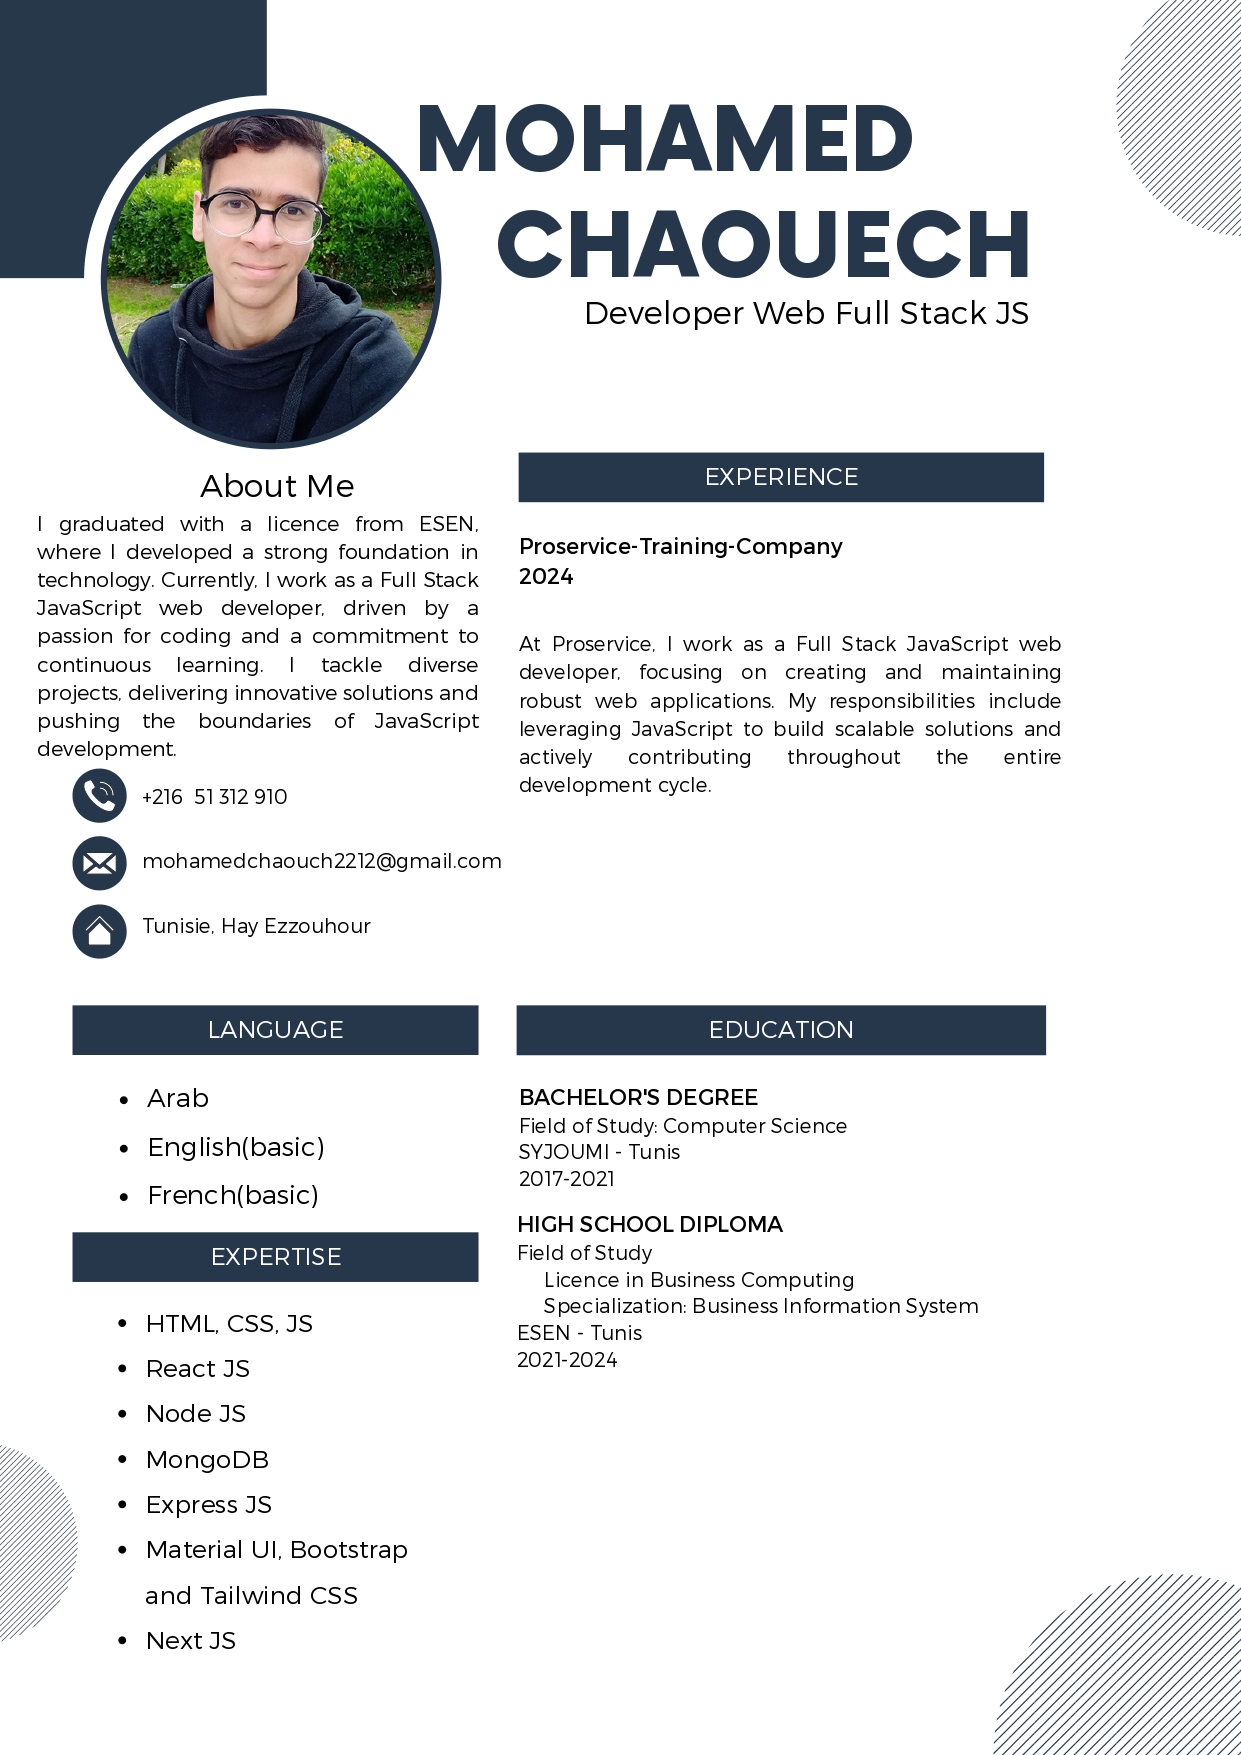 MOHAMED
CHAOUECH
Developer Web Full Stack JS
About Me
I graduated with a licence from ESEN,
where I developed a strong foundation in
technology. Currently, I work as a Full Stack
JavaScript web developer, driven by a
passion for coding and a commitment to
continuous learning. I tackle diverse
projects, delivering innovative solutions and
pushing the boundaries of JavaScript
development.
+216 51 312 910
mohamedchaouch2212@gmail.com
Tunisie, Hay Ezzouhour
EXPERIENCE
Proservice-Training-Company
2024
At Proservice, I work as a Full Stack JavaScript web
developer, focusing on creating and maintaining
robust web applications. My responsibilities include
leveraging JavaScript to build scalable solutions and
actively contributing throughout the entire
development cycle.
LANGUAGE
• Arab
• English(basic)
• French(basic)
EXPERTISE
• HTML, CSS, JS
• React JS
• Node JS
• MongoDB
• Express JS
• Material UI, Bootstrap
and Tailwind CSS
• Next JS
EDUCATION
BACHELOR'S DEGREE
Field of Study: Computer Science
SYJOUMI - Tunis
2017-2021
HIGH SCHOOL DIPLOMA
Field of Study
Licence in Business Computing
Specialization: Business Information System
ESEN - Tunis
2021-2024